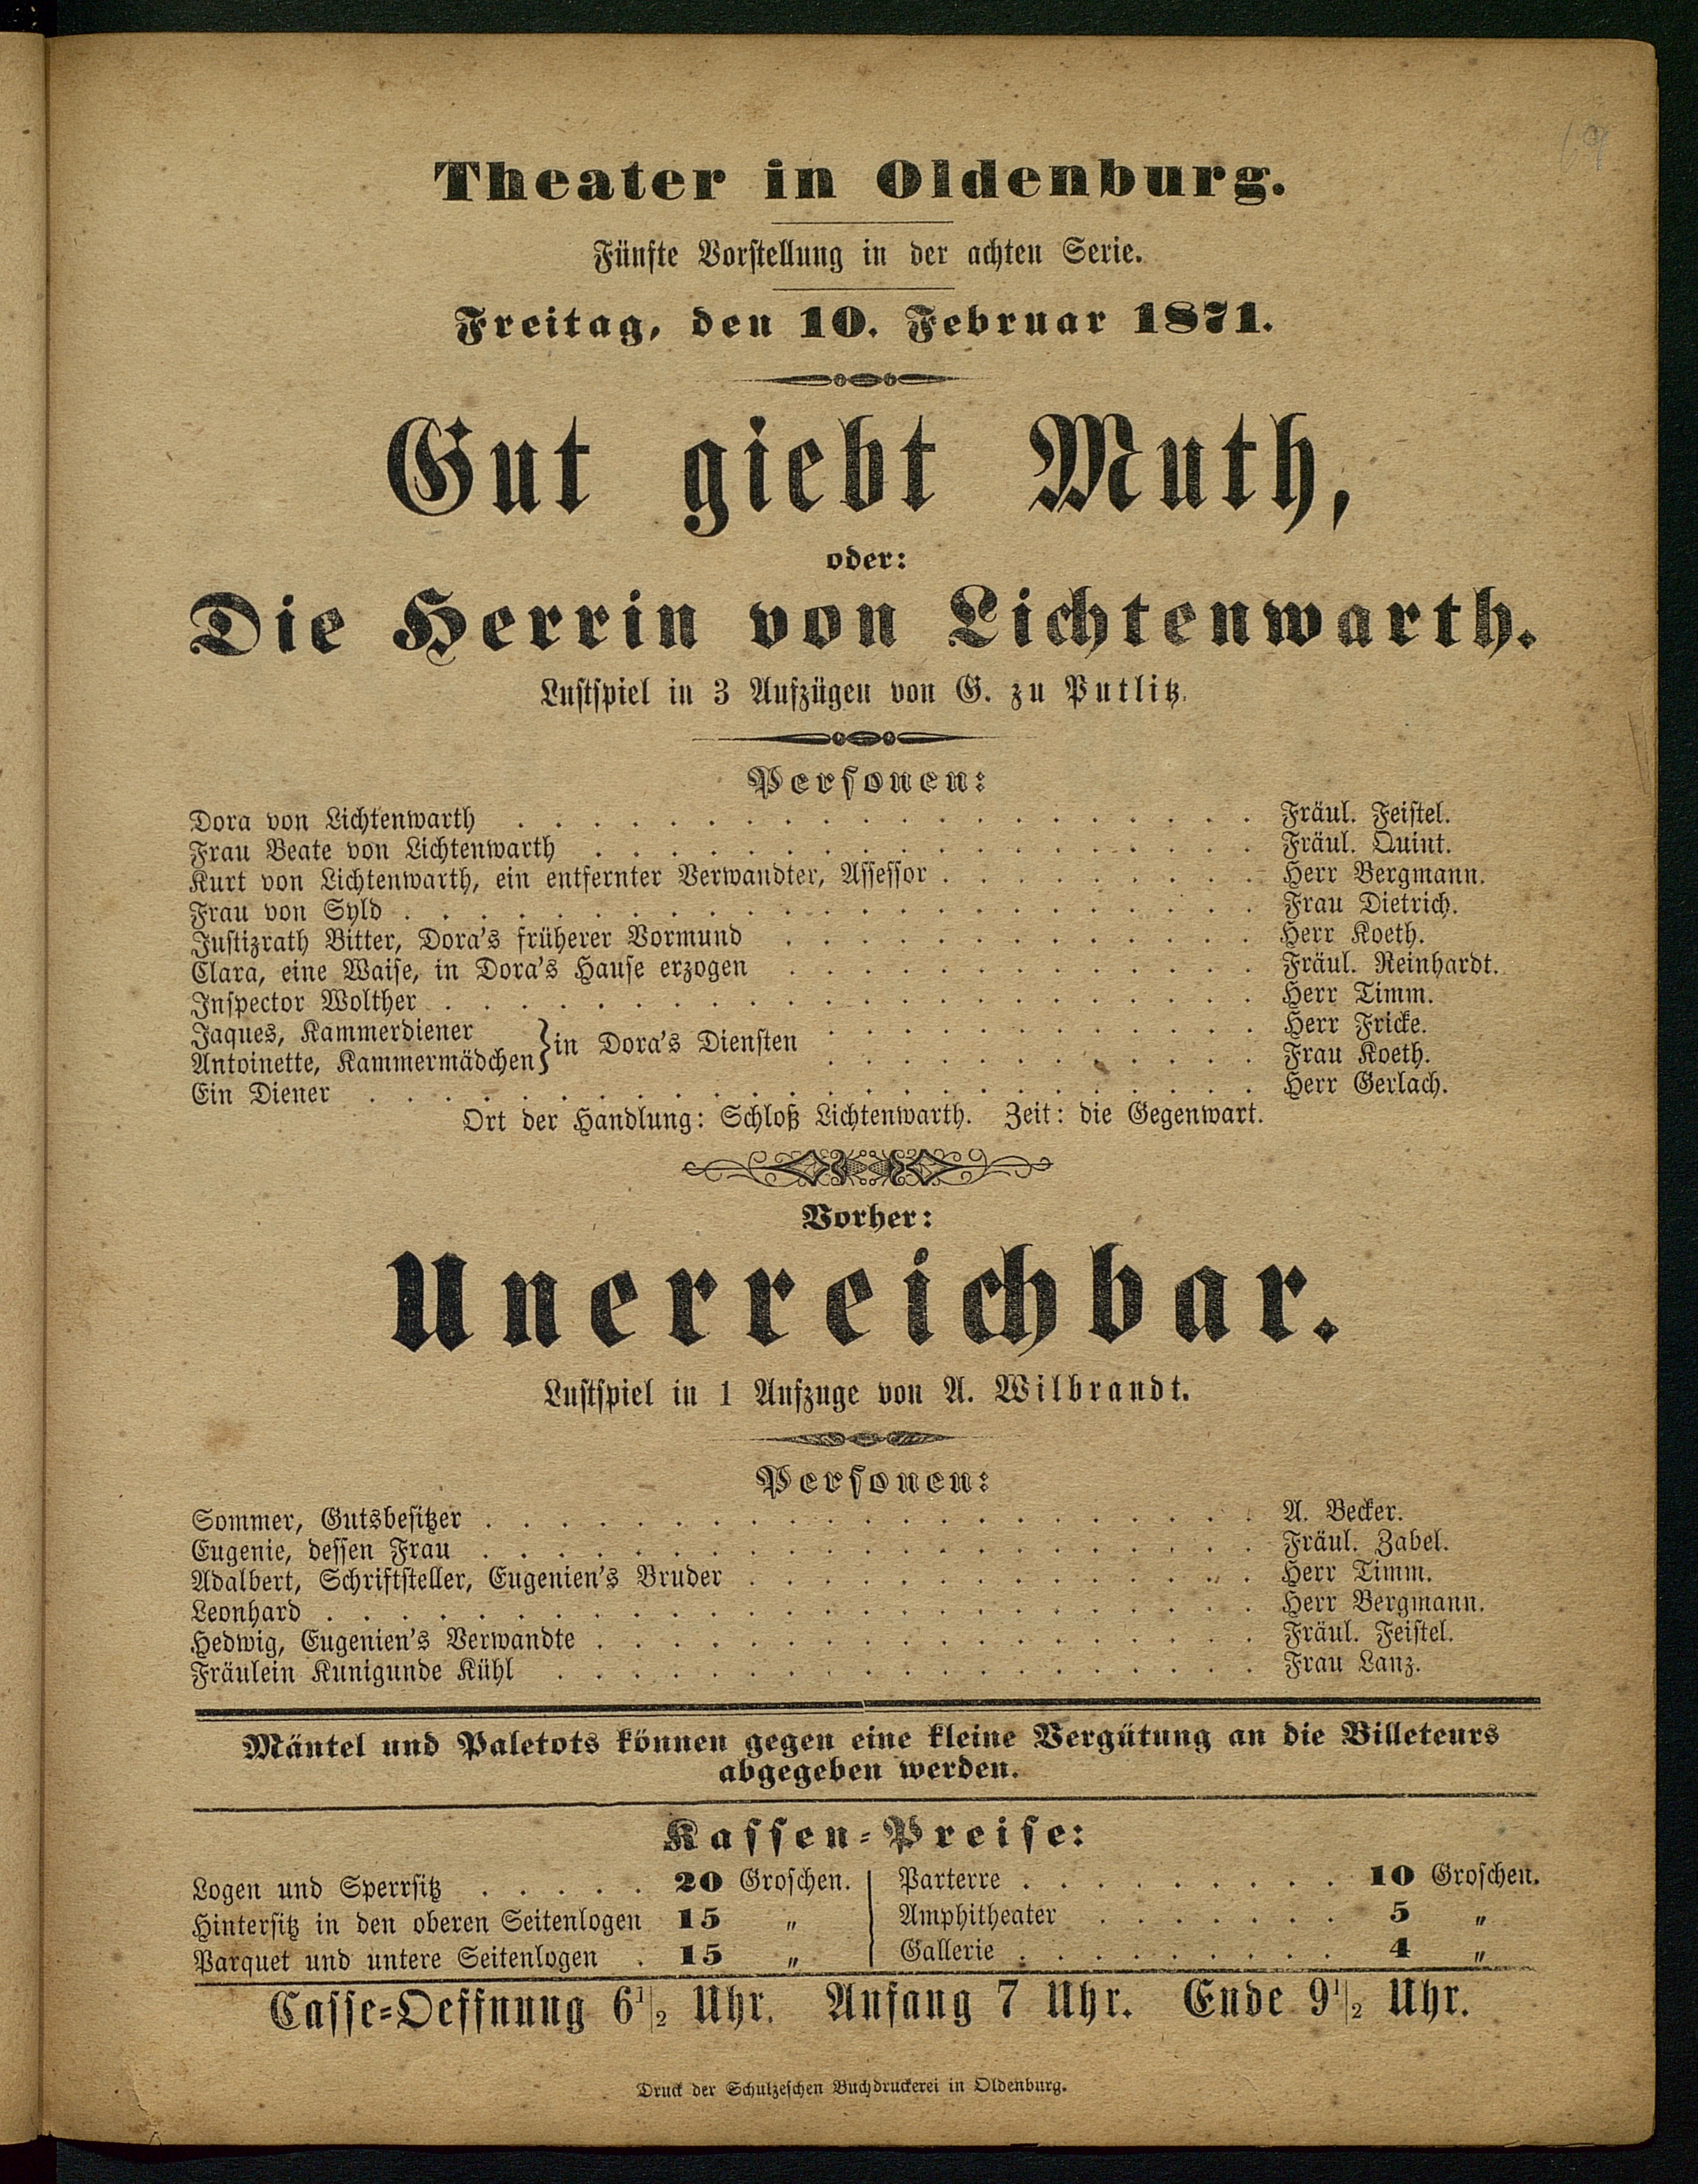 19
Theater in Oldenburg.
Fünfte Vorstellung in der achten Serie.
Freitag, den 10. Februar 1871.
Gut giebt Muth,
oder:
Die Herrin von Lichtenwarth.
Lustspiel in 3 Aufzügen von G. zu Putlitz.
Personen:
Dora von Lichtenwarth . . . . . Fräul. Feistel.
Frau Beate von Lichtenwarth . . . . . Fräul. Quint.
Kurt von Lichtenwarth, ein entfernter Verwandter, Assessor . . . . . Herr Bergmann.
Frau von Syld . . . . . Frau Dietrich.
Justizrath Bitter, Dora's früherer Vormund . . . . . Herr Koeth.
Clara, eine Waise, in Dora's Hause erzogen . . . . . Fräul. Reinhardt.
Inspector Wolther . . . . . Herr Timm.
Jaques, Kammerdiener } in Dora's Diensten . . . . . Herr Fricke.
Antoinette, Kammermädchen . . . . . Frau Koeth.
Ein Diener . . . . . Herr Gerlach.
Ort der Handlung: Schloß Lichtenwarth. Zeit: die Gegenwart.
Vorher:
Unerreichbar.
Lustspiel in 1 Aufzuge von A. Wilbrandt.
Personen:
Sommer, Gutsbesitzer . . . . . A. Becker.
Eugenie, dessen Frau . . . . . Fräul. Zabel.
Adalbert, Schriftsteller, Eugenien's Bruder . . . . . Herr Timm.
Leonhard . . . . . Herr Bergmann.
Hedwig, Eugenien's Verwandte . . . . . Fräul. Feistel.
Fräulein Kunigunde Kühl . . . . . Frau Lanz.
Mäntel und Paletots können gegen eine kleine Vergütung an die Billeteurs
abgegeben werden.
Kassen-Preise:
Logen und Sperrsitz . . . . . 20 Groschen.
Hintersitz in den oberen Seitenlogen 15 "
Parquet und untere Seitenlogen . 15 "
Parterre . . . . . 10 Groschen.
Amphitheater . . . . . 5 "
Gallerie . . . . . 4 "
Casse-Oeffnung 6 1/2 Uhr. Anfang 7 Uhr. Ende 9 1/2 Uhr.
Druck der Schulzeschen Buchdruckerei in Oldenburg.